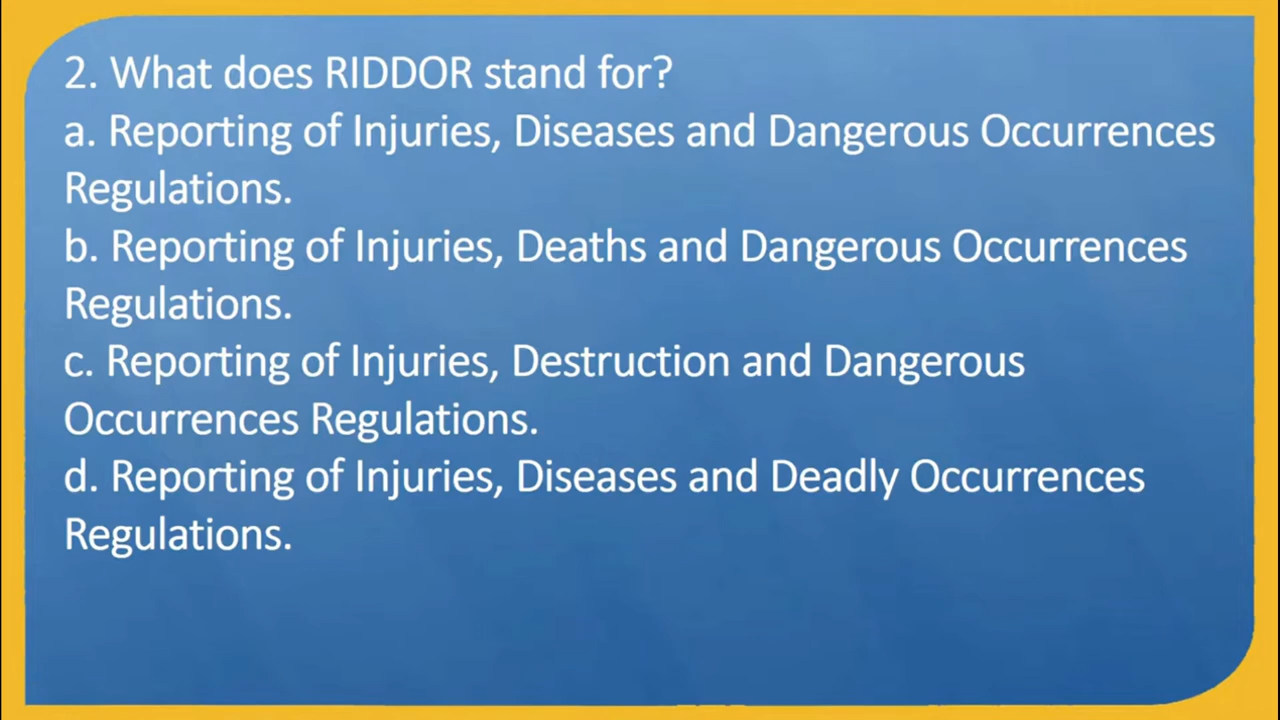 2. What does RIDDOR stand for?
a. Reporting of Injuries, Diseases and Dangerous Occurrences
Regulations.
b. Reporting of Injuries, Deaths and Dangerous Occurrences
Regulations.
c. Reporting of Injuries, Destruction and Dangerous
Occurrences Regulations.
d. Reporting of Injuries, Diseases and Deadly Occurrences
Regulations.